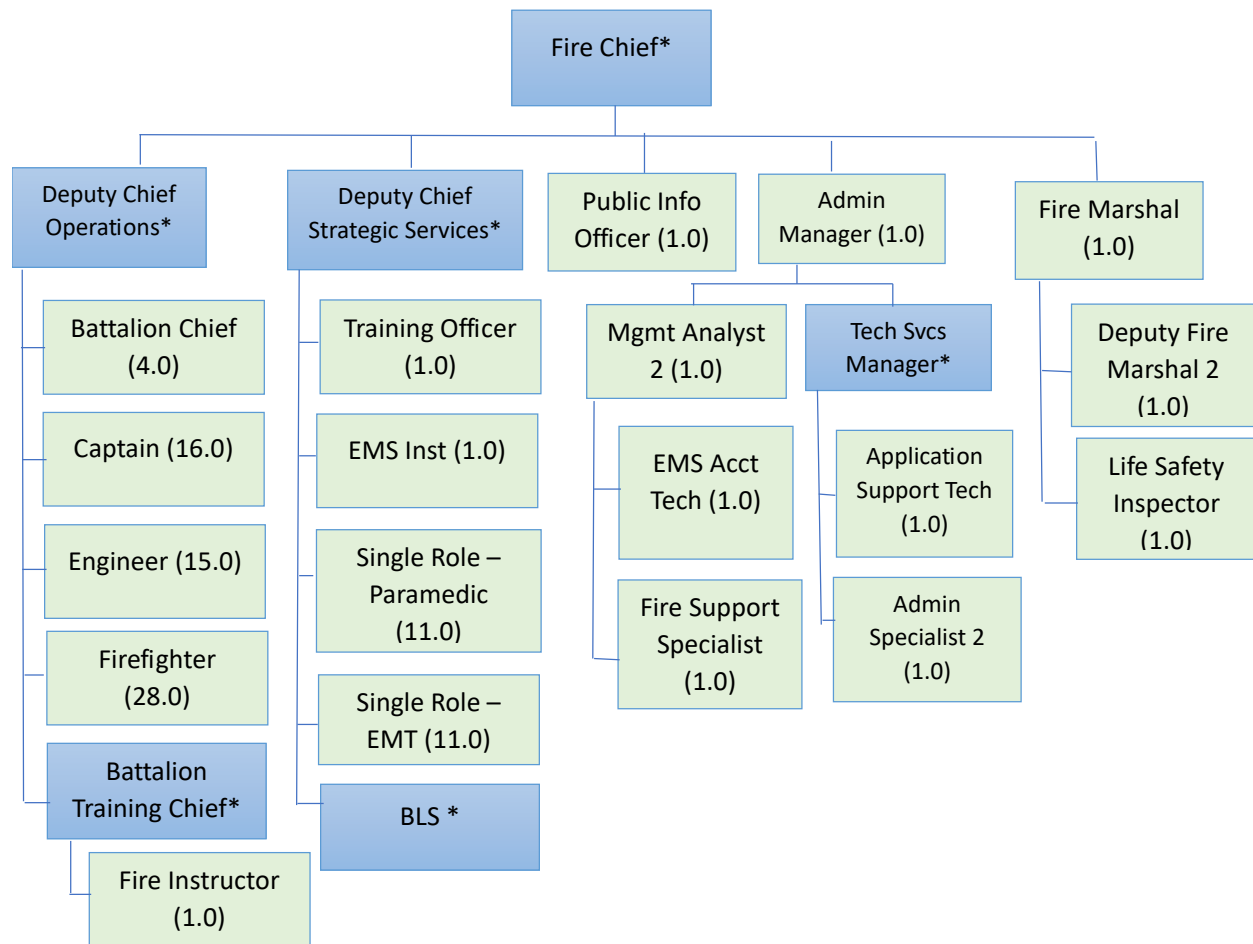 Fire Chief*
Deputy Chief
Operations*
Deputy Chief
Strategic Services*
Public Info
Officer (1.0)
Admin
Manager (1.0)
Fire Marshal
(1.0)
Battalion Chief
(4.0)
Captain (16.0)
Engineer (15.0)
Firefighter
(28.0)
Battalion
Training Chief*
Fire Instructor
(1.0)
Training Officer
(1.0)
EMS Inst (1.0)
Single Role –
Paramedic
(11.0)
Single Role –
EMT (11.0)
BLS *
Mgmt Analyst
2 (1.0)
EMS Acct
Tech (1.0)
Fire Support
Specialist
(1.0)
Tech Svcs
Manager*
Application
Support Tech
(1.0)
Admin
Specialist 2
(1.0)
Deputy Fire
Marshal 2
(1.0)
Life Safety
Inspector
(1.0)